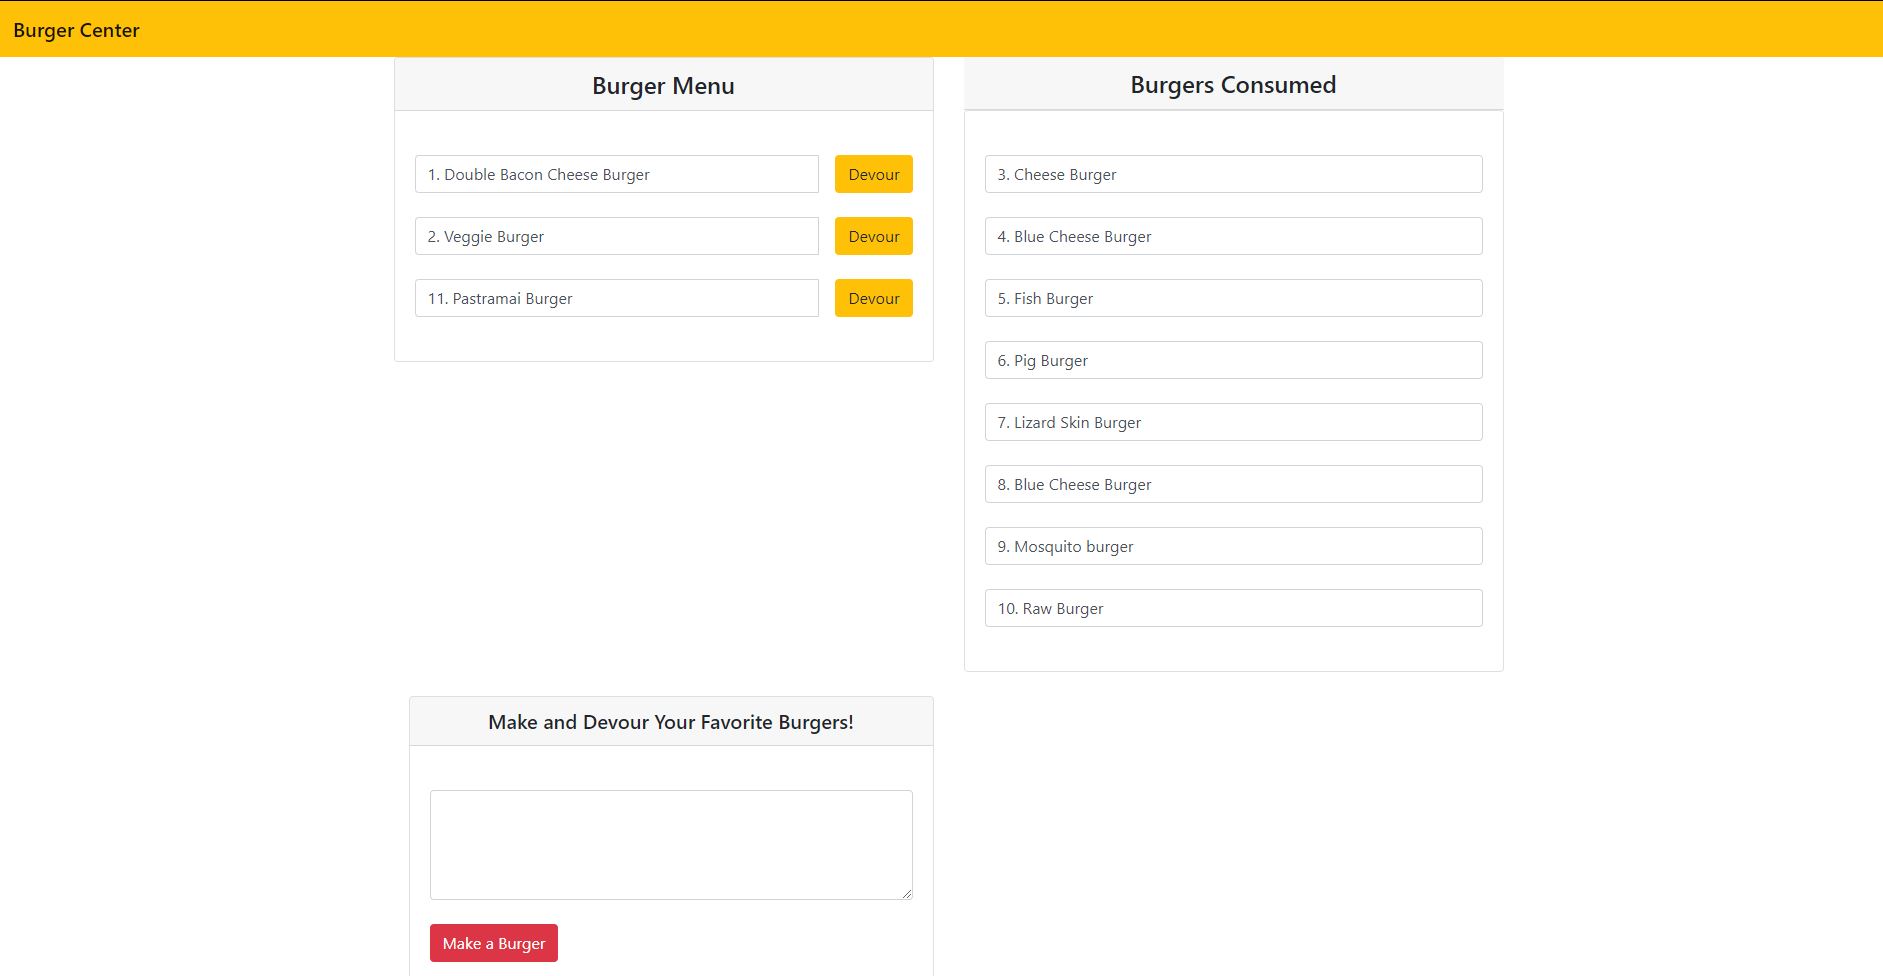 Burger Center
Burger Menu
1. Double Bacon Cheese Burger
Devour
2. Veggie Burger
Devour
11. Pastramai Burger
Devour
Burgers Consumed
3. Cheese Burger
4. Blue Cheese Burger
5. Fish Burger
6. Pig Burger
7. Lizard Skin Burger
8. Blue Cheese Burger
9. Mosquito burger
10. Raw Burger
Make and Devour Your Favorite Burgers!
Make a Burger